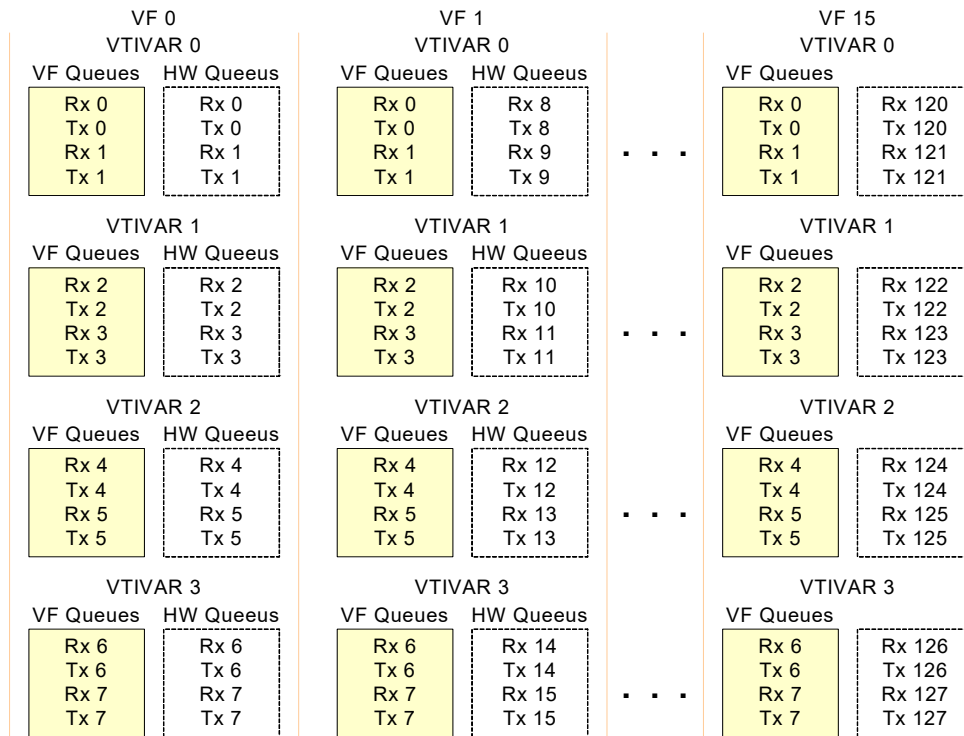 VF 0 VF 1 VF 15
VTIVAR 0 VTIVAR 0 VTIVAR 0
VF Queues HW Queeus VF Queues HW Queeus VF Queues
Rx 0 Rx 0 Rx 0 Rx 8 Rx 0 Rx 120
Tx 0 Tx 0 Tx 0 Tx 8 Tx 0 Tx 120
Rx 1 Rx 1 Rx 1 Rx 9 . . . Rx 1 Rx 121
Tx 1 Tx 1 Tx 1 Tx 9 Tx 1 Tx 121
VTIVAR 1 VTIVAR 1 VTIVAR 1
VF Queues HW Queeus VF Queues HW Queeus VF Queues
Rx 2 Rx 2 Rx 2 Rx 10 Rx 2 Rx 122
Tx 2 Tx 2 Tx 2 Tx 10 Tx 2 Tx 122
Rx 3 Rx 3 Rx 3 Rx 11 . . . Rx 3 Rx 123
Tx 3 Tx 3 Tx 3 Tx 11 Tx 3 Tx 123
VTIVAR 2 VTIVAR 2 VTIVAR 2
VF Queues HW Queeus VF Queues HW Queeus VF Queues
Rx 4 Rx 4 Rx 4 Rx 12 Rx 4 Rx 124
Tx 4 Tx 4 Tx 4 Tx 12 Tx 4 Tx 124
Rx 5 Rx 5 Rx 5 Rx 13 . . . Rx 5 Rx 125
Tx 5 Tx 5 Tx 5 Tx 13 Tx 5 Tx 125
VTIVAR 3 VTIVAR 3 VTIVAR 3
VF Queues HW Queeus VF Queues HW Queeus VF Queues
Rx 6 Rx 6 Rx 6 Rx 14 Rx 6 Rx 126
Tx 6 Tx 6 Tx 6 Tx 14 Tx 6 Tx 126
Rx 7 Rx 7 Rx 7 Rx 15 . . . Rx 7 Rx 127
Tx 7 Tx 7 Tx 7 Tx 15 Tx 7 Tx 127